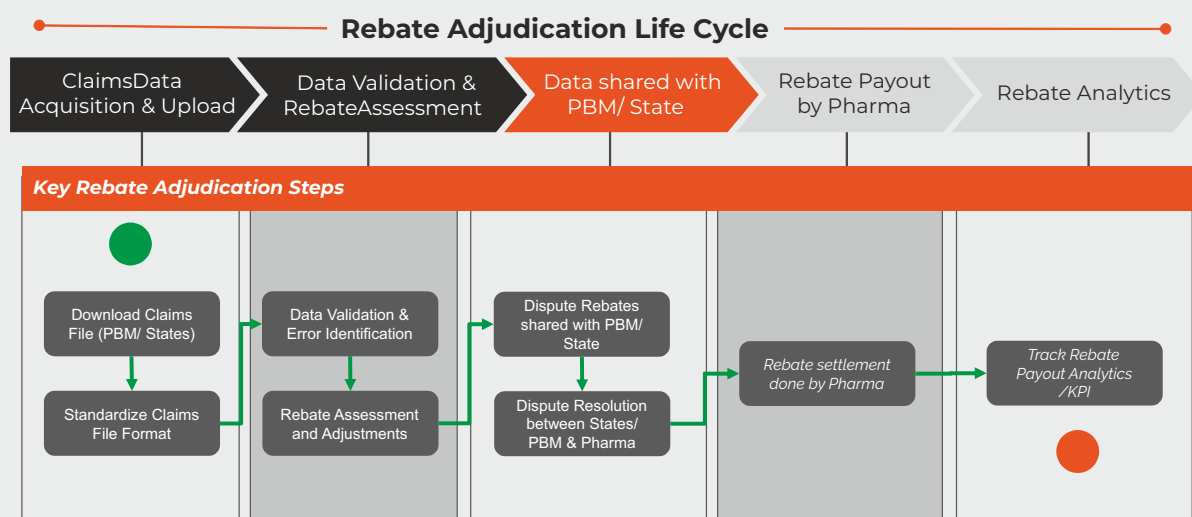 Rebate Adjudication Life Cycle
ClaimsData
Acquisition & Upload
Data Validation &
RebateAssessment
Data shared with
PBM/ State
Rebate Payout
by Pharma
Rebate Analytics
Key Rebate Adjudication Steps
Download Claims
File (PBM/ States)
Standardize Claims
File Format
Data Validation &
Error Identification
Rebate Assessment
and Adjustments
Dispute Rebates
shared with PBM/
State
Dispute Resolution
between States/
PBM & Pharma
Rebate settlement
done by Pharma
Track Rebate
Payout Analytics
/KPI